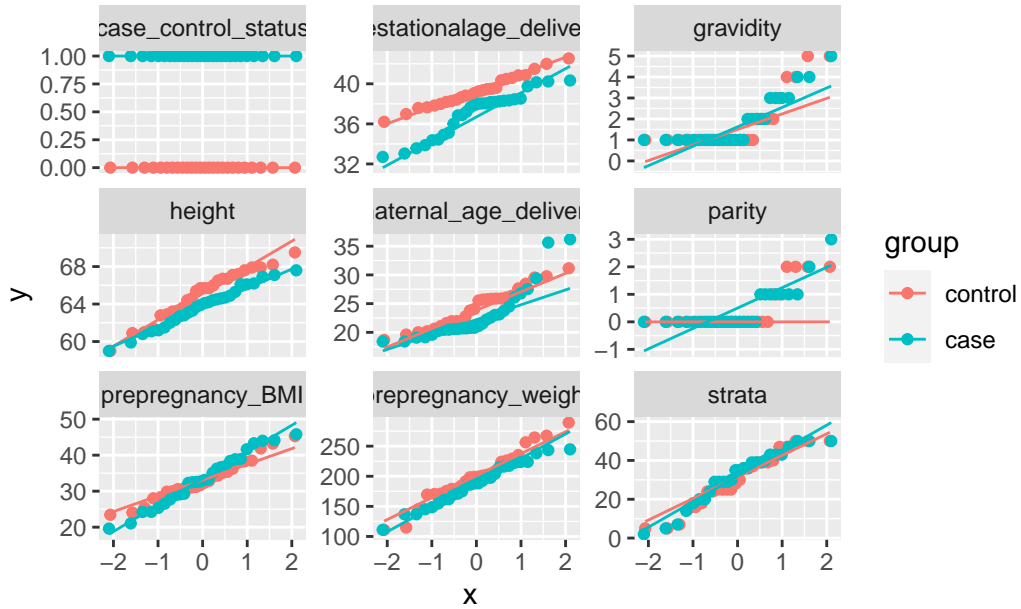 case_control_status estationalage_deliver gravidity
1.00 0.75 0.50 0.25 0.00
40 36 32
5 4 3 2 1 0
height aternal_age_deliver parity
68 64 60
35 30 25 20
3 2 1 0 −1
prepregnancy_BMI prepregnancy_weigh strata
50 40 30 20
250 200 150 100
60 40 20 0
−2 −1 0 1 2 −2 −1 0 1 2 −2 −1 0 1 2
x
y
group
control
case